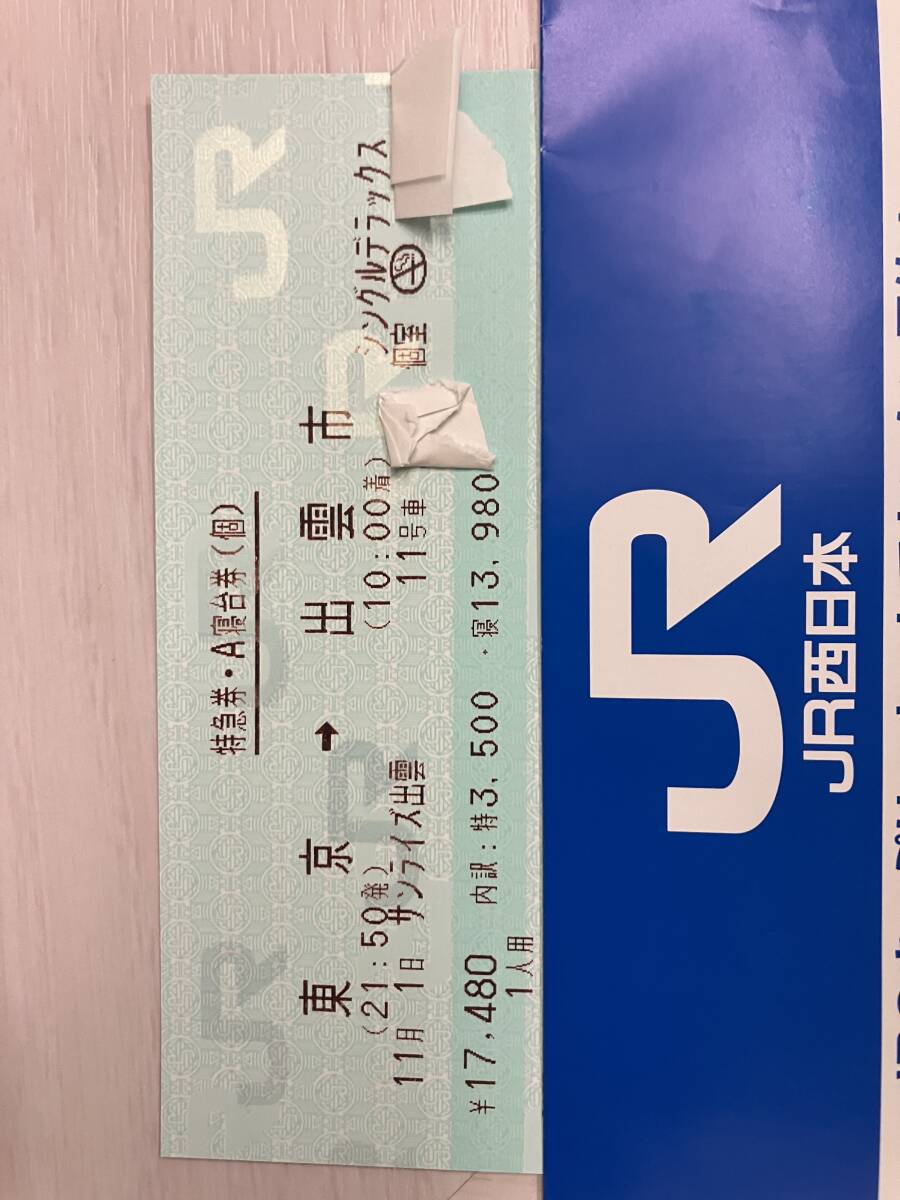 特急券・A寝台券(個)
東京 → 出雲市
(21:50発) (10:00着) シングルデラックス
11月 1日 サンライズ出雲 11号車 個室
¥17,480 内訳:特3,500・寝13,980
1人用
JR
JR西日本